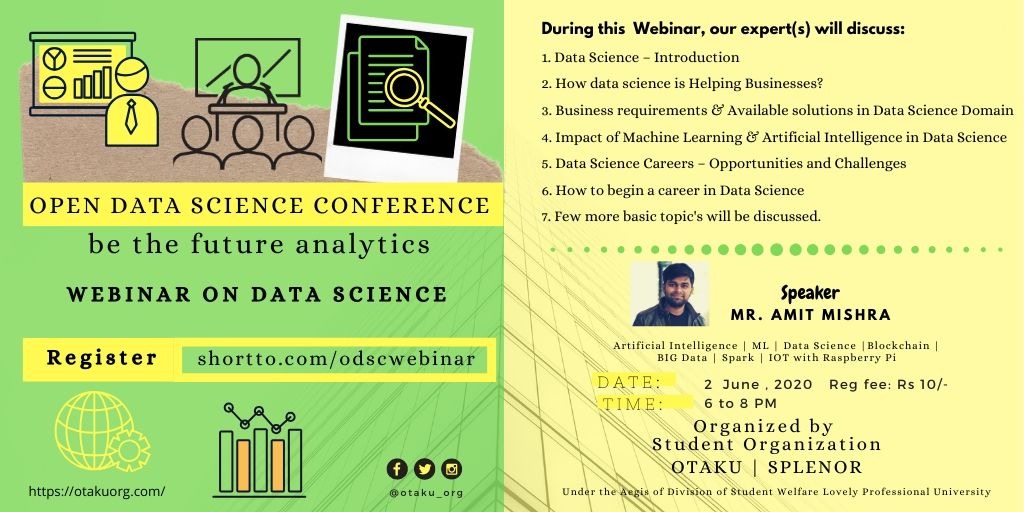 OPEN DATA SCIENCE CONFERENCE
be the future analytics
WEBINAR ON DATA SCIENCE
Register
shortto.com/odscwebinar
https://otakuorg.com/
@otaku_org
During this Webinar, our expert(s) will discuss:
1. Data Science – Introduction
2. How data science is Helping Businesses?
3. Business requirements & Available solutions in Data Science Domain
4. Impact of Machine Learning & Artificial Intelligence in Data Science
5. Data Science Careers – Opportunities and Challenges
6. How to begin a career in Data Science
7. Few more basic topic's will be discussed.
Speaker
MR. AMIT MISHRA
Artificial Intelligence | ML | Data Science |Blockchain |
BIG Data | Spark | IOT with Raspberry Pi
DATE: 2 June , 2020 Reg fee: Rs 10/-
TIME: 6 to 8 PM
Organized by
Student Organization
OTAKU | SPLENOR
Under the Aegis of Division of Student Welfare Lovely Professional University